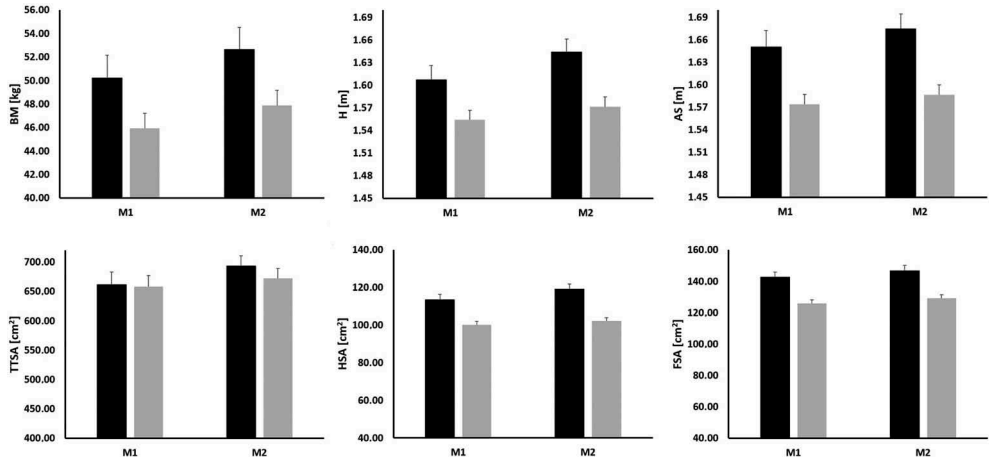 BM [kg]
56.00
54.00
52.00
50.00
48.00
46.00
44.00
42.00
40.00
M1
M2
H [m]
1.69
1.66
1.63
1.60
1.57
1.54
1.51
1.48
1.45
M1
M2
AS [m]
1.69
1.66
1.63
1.60
1.57
1.54
1.51
1.48
1.45
M1
M2
TTSA [cm²]
700.00
650.00
600.00
550.00
500.00
450.00
400.00
M1
M2
HSA [cm²]
140.00
120.00
100.00
80.00
60.00
40.00
M1
M2
FSA [cm²]
160.00
140.00
120.00
100.00
80.00
60.00
40.00
M1
M2